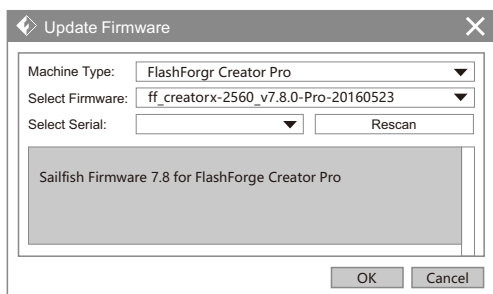 Update Firmware
Machine Type: FlashForgr Creator Pro
Select Firmware: ff_creatorx-2560_v7.8.0-Pro-20160523
Select Serial: Rescan
Sailfish Firmware 7.8 for FlashForge Creator Pro
OK Cancel